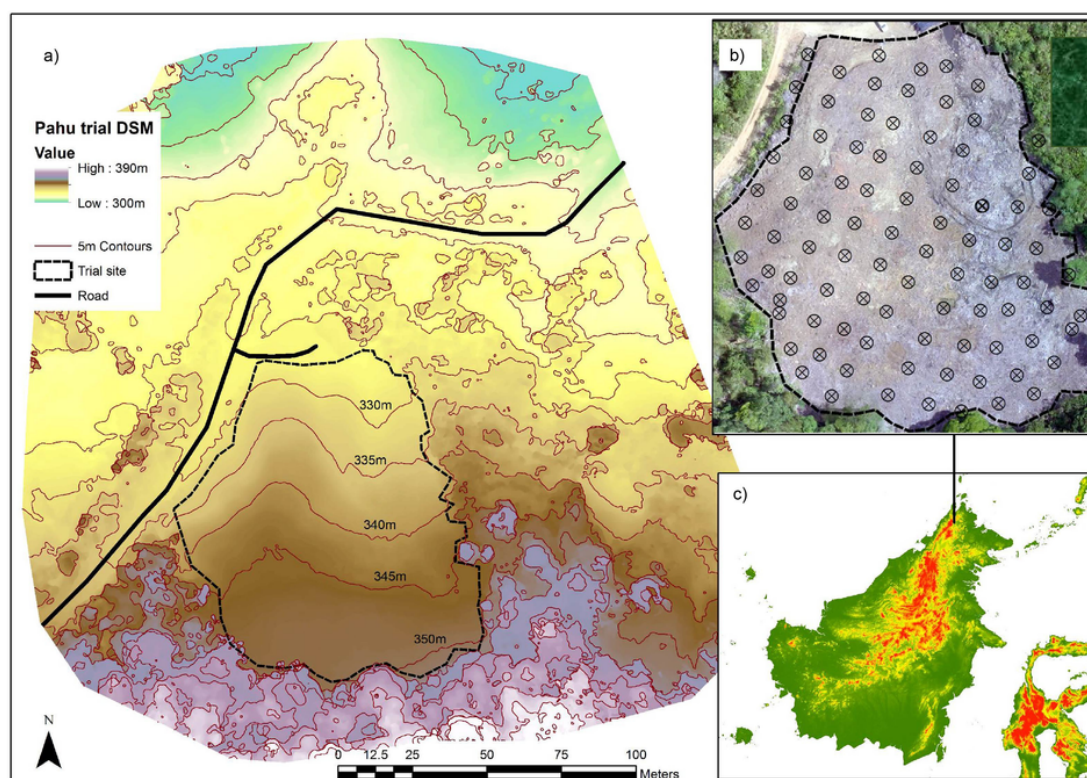 a)
Pahu trial DSM
Value
High : 390m
Low : 300m
5m Contours
Trial site
Road
330m
335m
340m
345m
350m
N
0 12.5 25 50 75 100
Meters
b)
c)